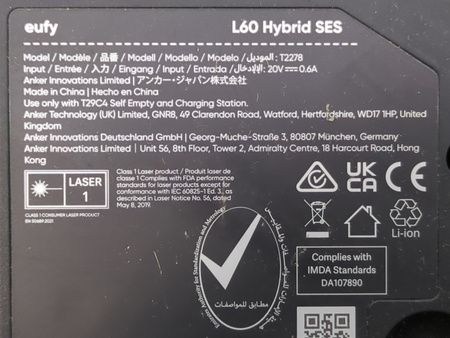 eufy L60 Hybrid SES
Model / Modèle / 品番 / Modell / Modello / Modelo / الموديل: T2278
Input / Entrée / 入力 / Eingang / Input / Entrada /الإدخال: 20V⎓0.6A
Anker Innovations Limited | アンカー・ジャパン株式会社
Made in China | Hecho en China
Use only with T29C4 Self Empty and Charging Station.
Anker Technology (UK) Limited, GNR8, 49 Clarendon Road, Watford, Hertfordshire, WD17 1HP, United
Kingdom
Anker Innovations Deutschland GmbH | Georg-Muche-Straße 3, 80807 München, Germany
Anker Innovations Limited | Unit 56, 8th Floor, Tower 2, Admiralty Centre, 18 Harcourt Road, Hong
Kong
LASER
1
CLASS 1 CONSUMER LASER PRODUCT
EN 50689:2021
Class 1 Laser product / Produit laser de
classe 1 Complies with FDA performance
standards for laser products except for
conformance with IEC 60825-1 Ed. 3., as
described in Laser Notice No. 56, dated
May 8, 2019.
UK
CA
CE
Li-ion
Emirates Authority for Standardization and Metrology
مطابق للمواصفات
Complies with
IMDA Standards
DA107890